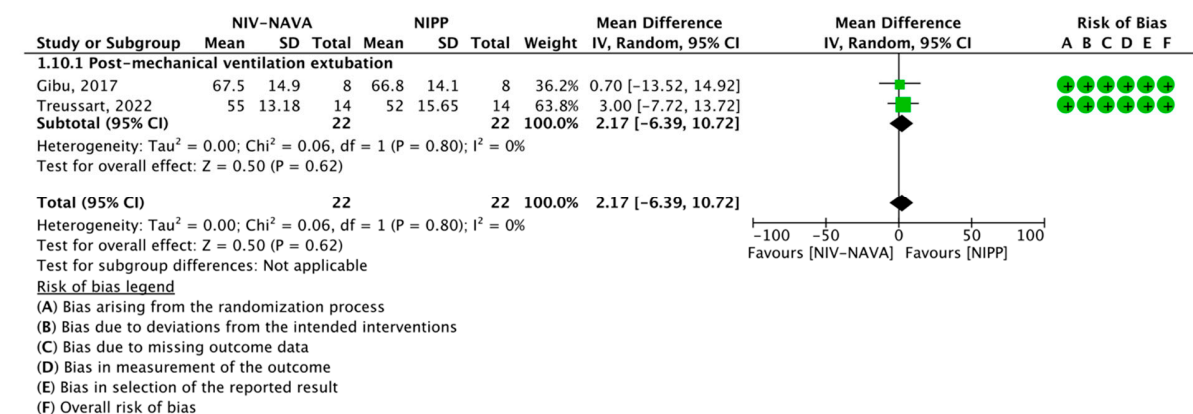 NIV-NAVA NIPP Mean Difference Mean Difference Risk of Bias
Study or Subgroup Mean SD Total Mean SD Total Weight IV, Random, 95% CI IV, Random, 95% CI A B C D E F
1.10.1 Post-mechanical ventilation extubation
Gibu, 2017 67.5 14.9 8 66.8 14.1 8 36.2% 0.70 [-13.52, 14.92] + + + + + +
Treussart, 2022 55 13.18 14 52 15.65 14 63.8% 3.00 [-7.72, 13.72] + + + + + +
Subtotal (95% CI) 22 22 100.0% 2.17 [-6.39, 10.72]
Heterogeneity: Tau² = 0.00; Chi² = 0.06, df = 1 (P = 0.80); I² = 0%
Test for overall effect: Z = 0.50 (P = 0.62)
Total (95% CI) 22 22 100.0% 2.17 [-6.39, 10.72]
Heterogeneity: Tau² = 0.00; Chi² = 0.06, df = 1 (P = 0.80); I² = 0%
Test for overall effect: Z = 0.50 (P = 0.62)
Test for subgroup differences: Not applicable
-100 -50 0 50 100
Favours [NIV-NAVA] Favours [NIPP]
Risk of bias legend
(A) Bias arising from the randomization process
(B) Bias due to deviations from the intended interventions
(C) Bias due to missing outcome data
(D) Bias in measurement of the outcome
(E) Bias in selection of the reported result
(F) Overall risk of bias